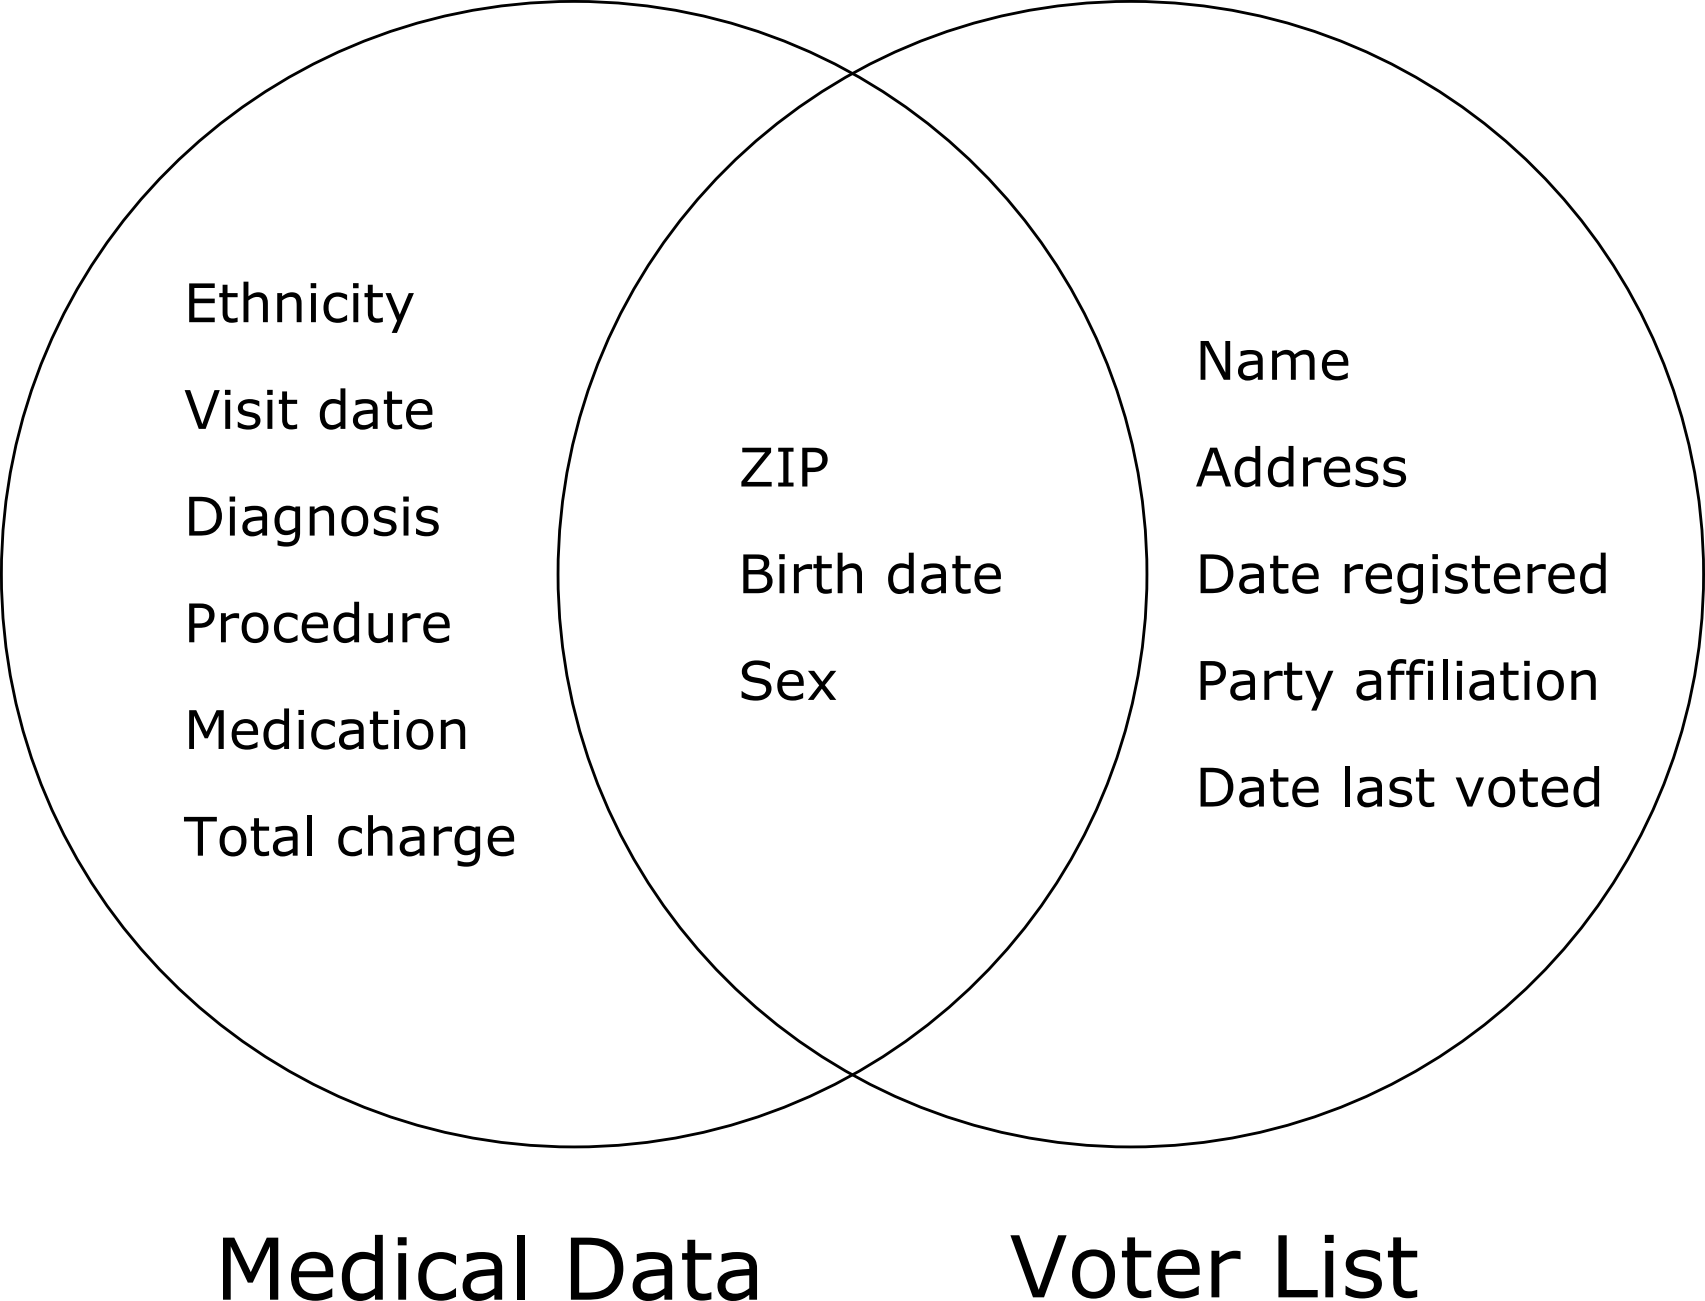 Ethnicity
Visit date
Diagnosis
Procedure
Medication
Total charge
ZIP
Birth date
Sex
Name
Address
Date registered
Party affiliation
Date last voted
Medical Data
Voter List